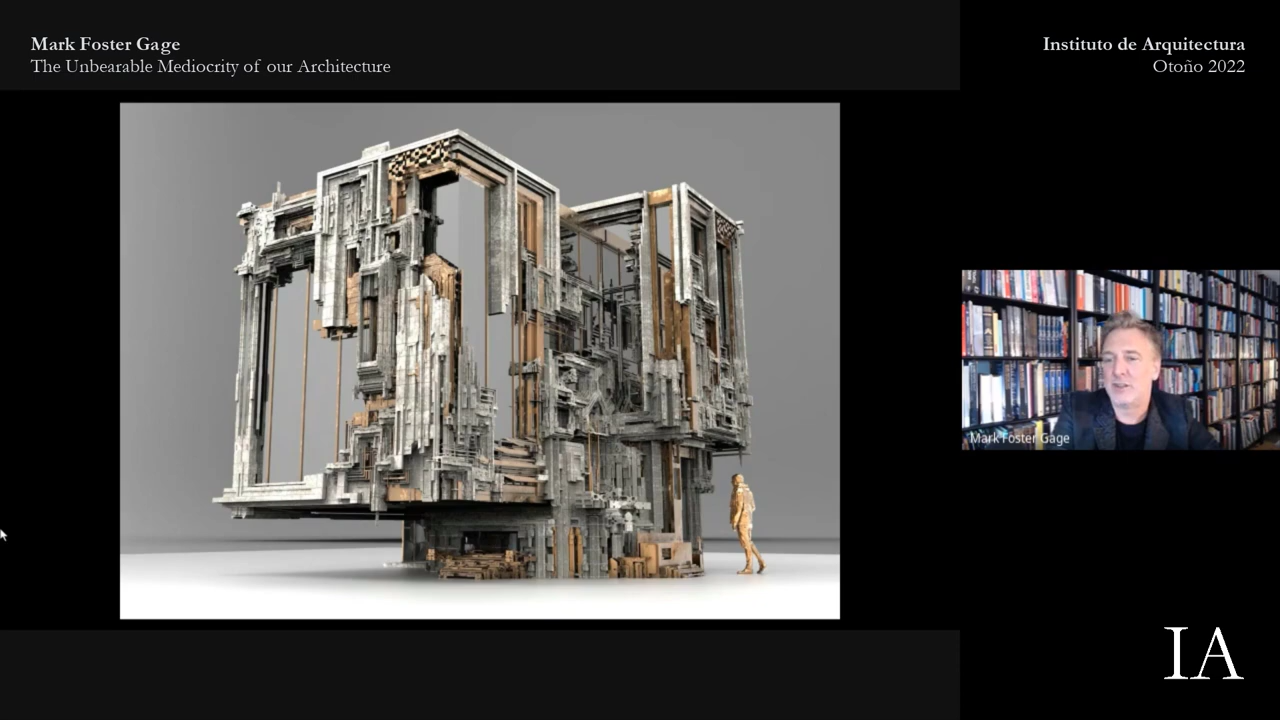 Mark Foster Gage
The Unbearable Mediocrity of our Architecture
Instituto de Arquitectura
Otoño 2022
Mark Foster Gage
IA